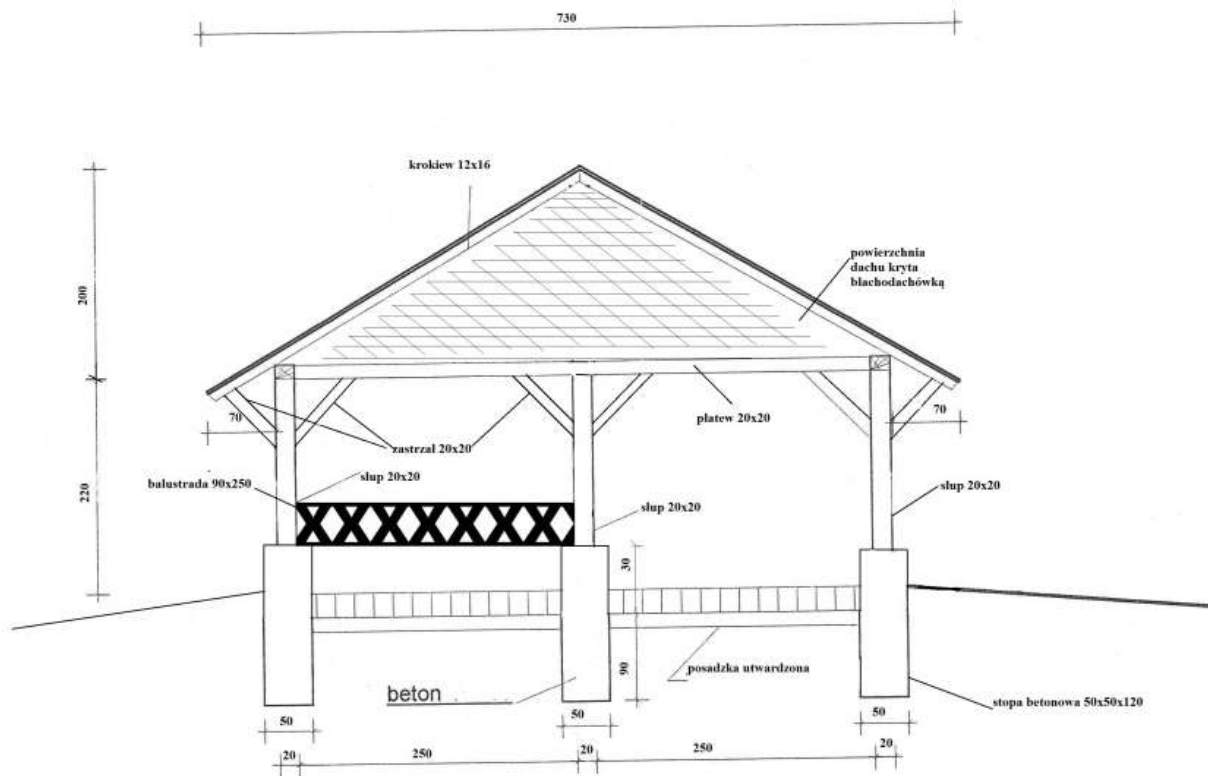 730
krokiew 12x16
powierzchnia
dachu kryta
blachodachówką
200
70
zastrzał 20x20
płatew 20x20
70
220
balustrada 90x250
słup 20x20
słup 20x20
słup 20x20
30
90
posadzka utwardzona
beton
stopa betonowa 50x50x120
50
50
50
20
250
20
250
20